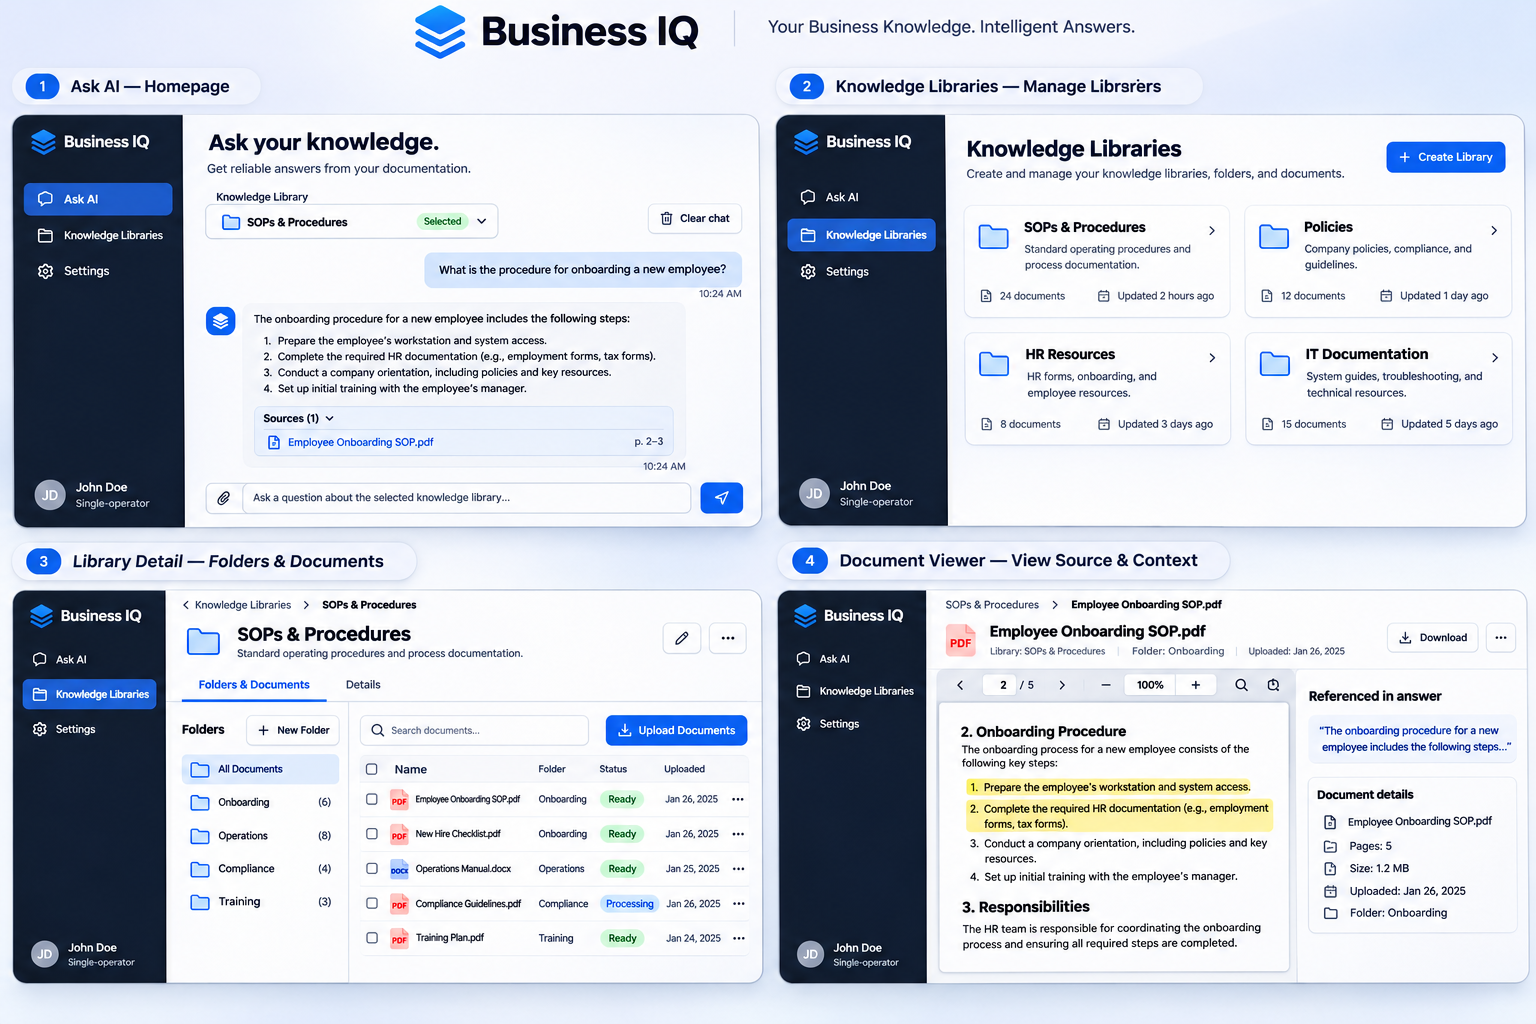 Business IQ
Your Business Knowledge. Intelligent Answers.
1 Ask AI — Homepage
Business IQ
Ask AI
Knowledge Libraries
Settings
JD
John Doe
Single-operator
Ask your knowledge.
Get reliable answers from your documentation.
Knowledge Library
SOPs & Procedures Selected
Clear chat
What is the procedure for onboarding a new employee?
10:24 AM
The onboarding procedure for a new employee includes the following steps:
1. Prepare the employee's workstation and system access.
2. Complete the required HR documentation (e.g., employment forms, tax forms).
3. Conduct a company orientation, including policies and key resources.
4. Set up initial training with the employee's manager.
Sources (1)
Employee Onboarding SOP.pdf p. 2–3
10:24 AM
Ask a question about the selected knowledge library...
2 Knowledge Libraries — Manage Librsrers
Business IQ
Ask AI
Knowledge Libraries
Settings
JD
John Doe
Single-operator
Knowledge Libraries
Create and manage your knowledge libraries, folders, and documents.
+ Create Library
SOPs & Procedures
Standard operating procedures and
process documentation.
24 documents Updated 2 hours ago
Policies
Company policies, compliance, and
guidelines.
12 documents Updated 1 day ago
HR Resources
HR forms, onboarding, and
employee resources.
8 documents Updated 3 days ago
IT Documentation
System guides, troubleshooting, and
technical resources.
15 documents Updated 5 days ago
3 Library Detail — Folders & Documents
Business IQ
Ask AI
Knowledge Libraries
Settings
JD
John Doe
Single-operator
< Knowledge Libraries > SOPs & Procedures
SOPs & Procedures
Standard operating procedures and process documentation.
Folders & Documents Details
Folders + New Folder
All Documents
Onboarding (6)
Operations (8)
Compliance (4)
Training (3)
Search documents...
Upload Documents
Name Folder Status Uploaded
PDF Employee Onboarding SOP.pdf Onboarding Ready Jan 26, 2025
PDF New Hire Checklist.pdf Onboarding Ready Jan 26, 2025
DOCX Operations Manual.docx Operations Ready Jan 25, 2025
PDF Compliance Guidelines.pdf Compliance Processing Jan 26, 2025
PDF Training Plan.pdf Training Ready Jan 24, 2025
4 Document Viewer — View Source & Context
Business IQ
Ask AI
Knowledge Libraries
Settings
JD
John Doe
Single-operator
SOPs & Procedures > Employee Onboarding SOP.pdf
PDF
Employee Onboarding SOP.pdf
Library: SOPs & Procedures | Folder: Onboarding | Uploaded: Jan 26, 2025
Download
2 / 5
− 100% +
2. Onboarding Procedure
The onboarding process for a new employee consists of the
following key steps:
1. Prepare the employee's workstation and system access.
2. Complete the required HR documentation (e.g., employment
forms, tax forms).
3. Conduct a company orientation, including policies and key
resources.
4. Set up initial training with the employee's manager.
3. Responsibilities
The HR team is responsible for coordinating the onboarding
process and ensuring all required steps are completed.
Referenced in answer
"The onboarding procedure for a new
employee includes the following steps..."
Document details
Employee Onboarding SOP.pdf
Pages: 5
Size: 1.2 MB
Uploaded: Jan 26, 2025
Folder: Onboarding